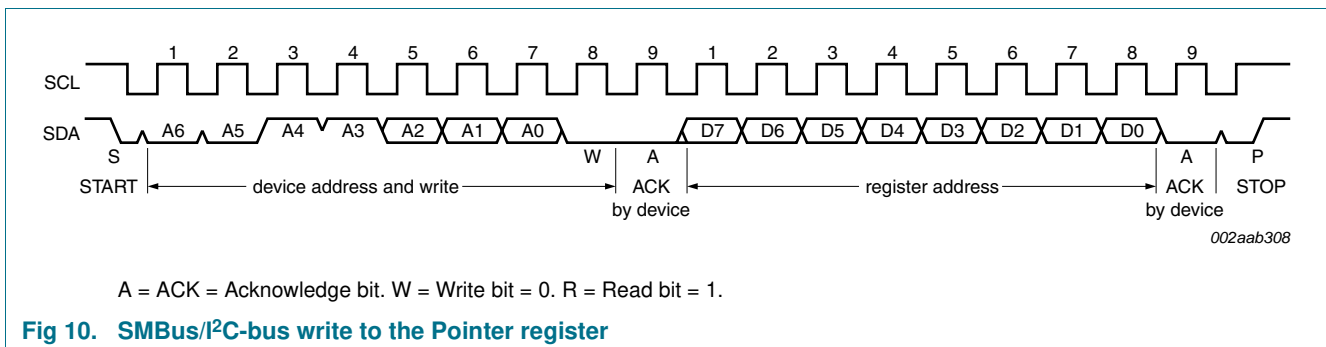 1 2 3 4 5 6 7 8 9 1 2 3 4 5 6 7 8 9
SCL
SDA A6 A5 A4 A3 A2 A1 A0 D7 D6 D5 D4 D3 D2 D1 D0
S W A A P
START device address and write ACK register address ACK STOP
by device by device
002aab308
A = ACK = Acknowledge bit. W = Write bit = 0. R = Read bit = 1.
Fig 10. SMBus/I²C-bus write to the Pointer register